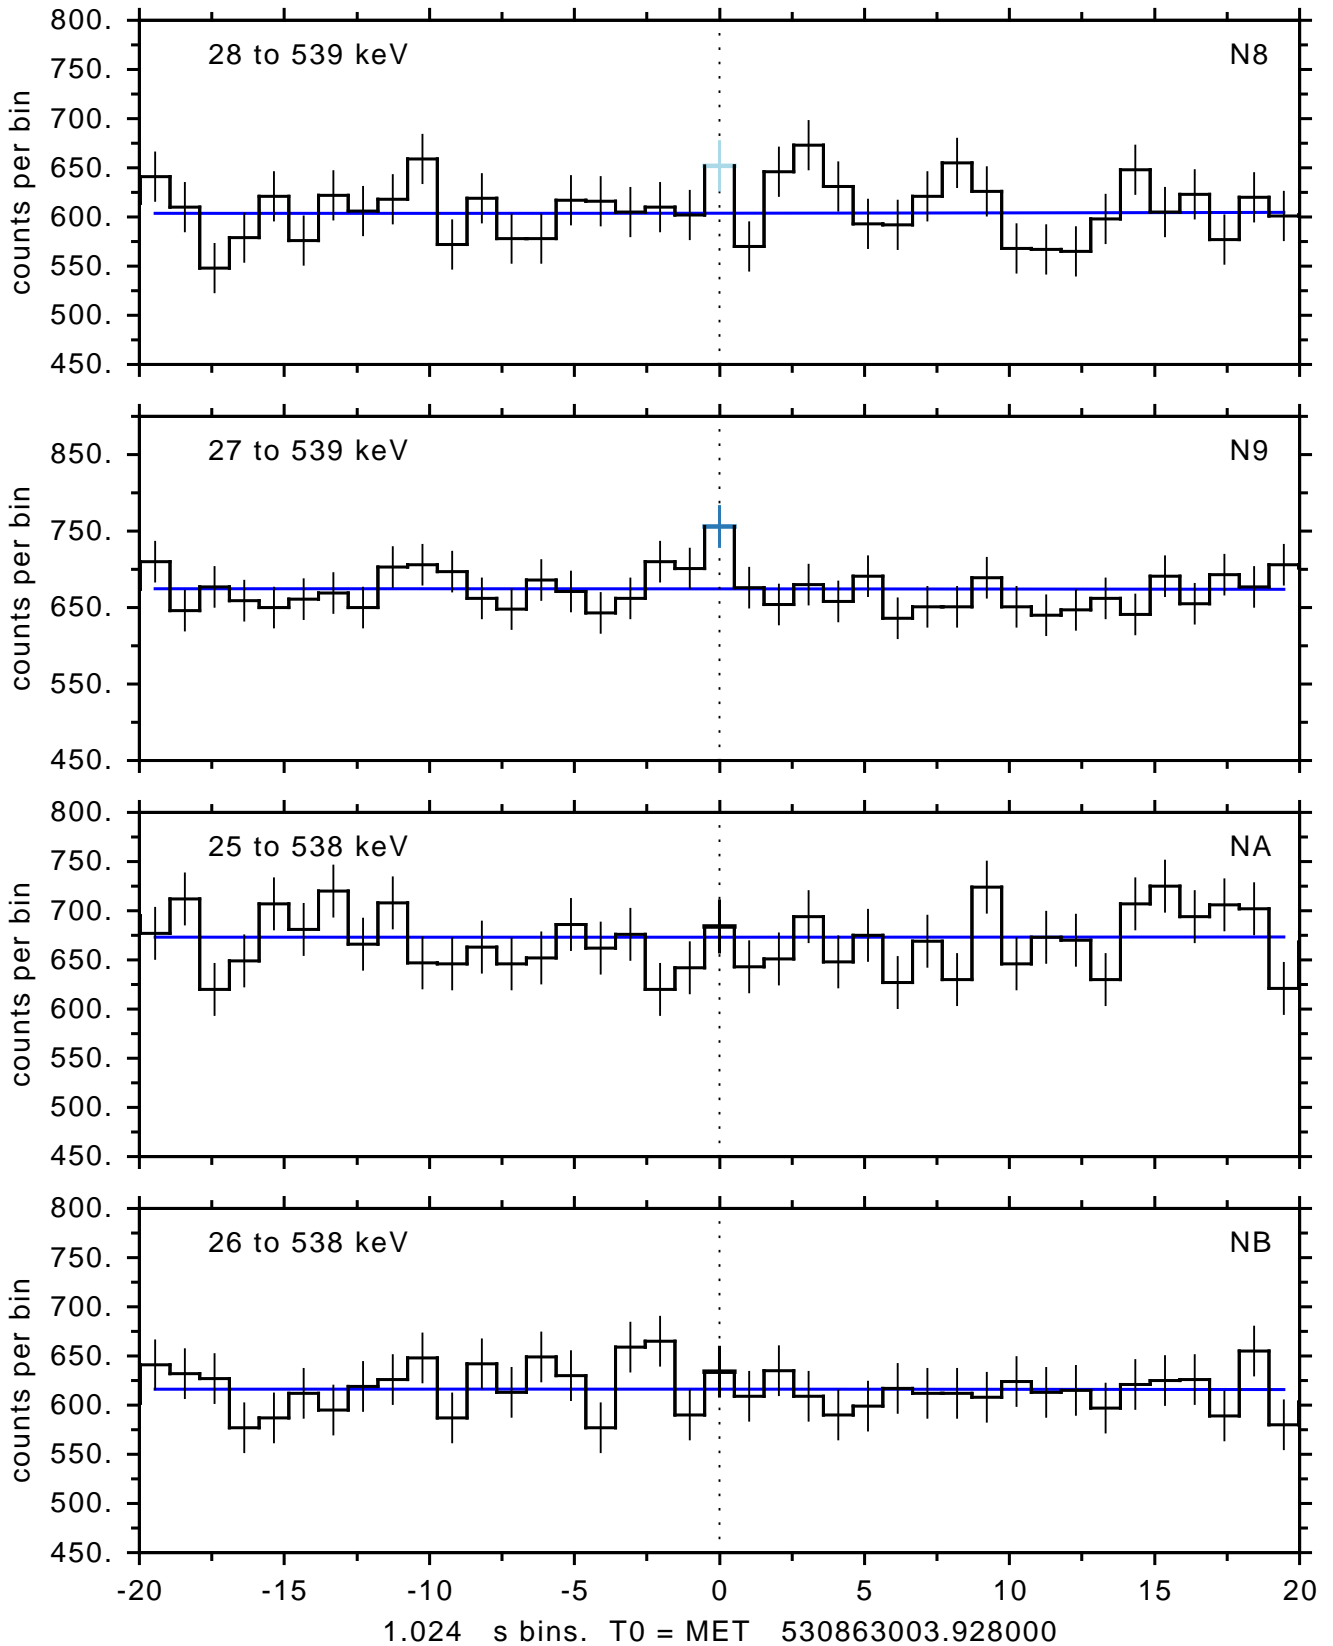 800.
28 to 539 keV N8
750.
700.
650.
600.
550.
500.
450.
counts per bin
27 to 539 keV N9
850.
750.
650.
550.
450.
counts per bin
800.
25 to 538 keV NA
750.
700.
650.
600.
550.
500.
450.
counts per bin
800.
26 to 538 keV NB
750.
700.
650.
600.
550.
500.
450.
counts per bin
-20 -15 -10 -5 0 5 10 15 20
1.024 s bins. T0 = MET 530863003.928000